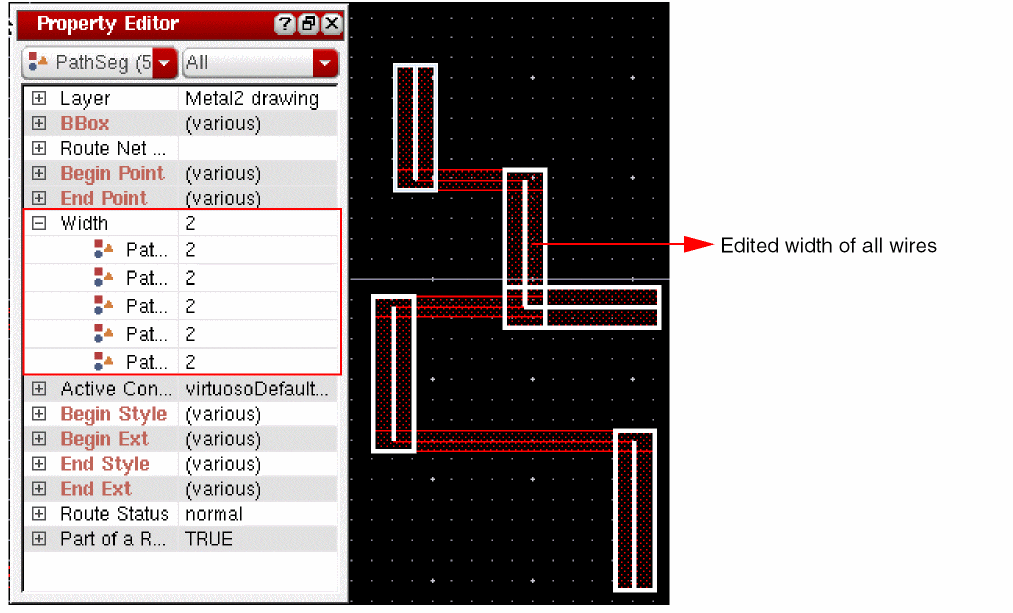 Property Editor
PathSeg (5 All
Layer Metal2 drawing
BBox (various)
Route Net ...
Begin Point (various)
End Point (various)
Width 2
Pat... 2
Pat... 2
Pat... 2
Pat... 2
Pat... 2
Active Con... virtuosoDefault...
Begin Style (various)
Begin Ext (various)
End Style (various)
End Ext (various)
Route Status normal
Part of a R... TRUE
Edited width of all wires